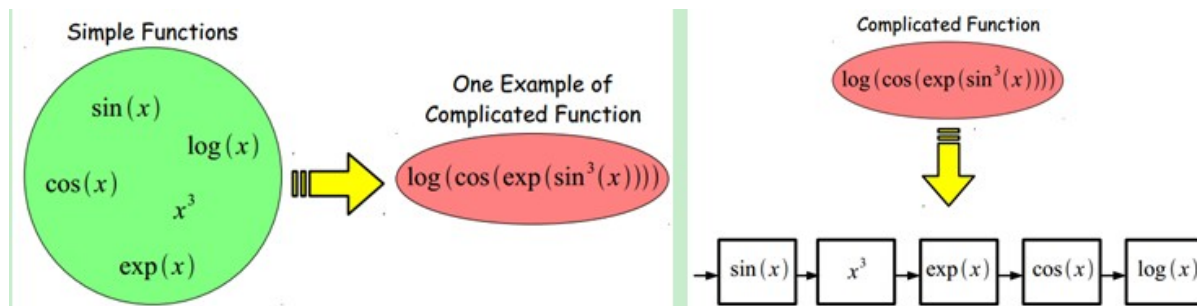 Simple Functions
sin(x)
log(x)
cos(x)
x³
exp(x)
One Example of
Complicated Function
log(cos(exp(sin³(x))))
Complicated Function
log(cos(exp(sin³(x))))
sin(x)
x³
exp(x)
cos(x)
log(x)